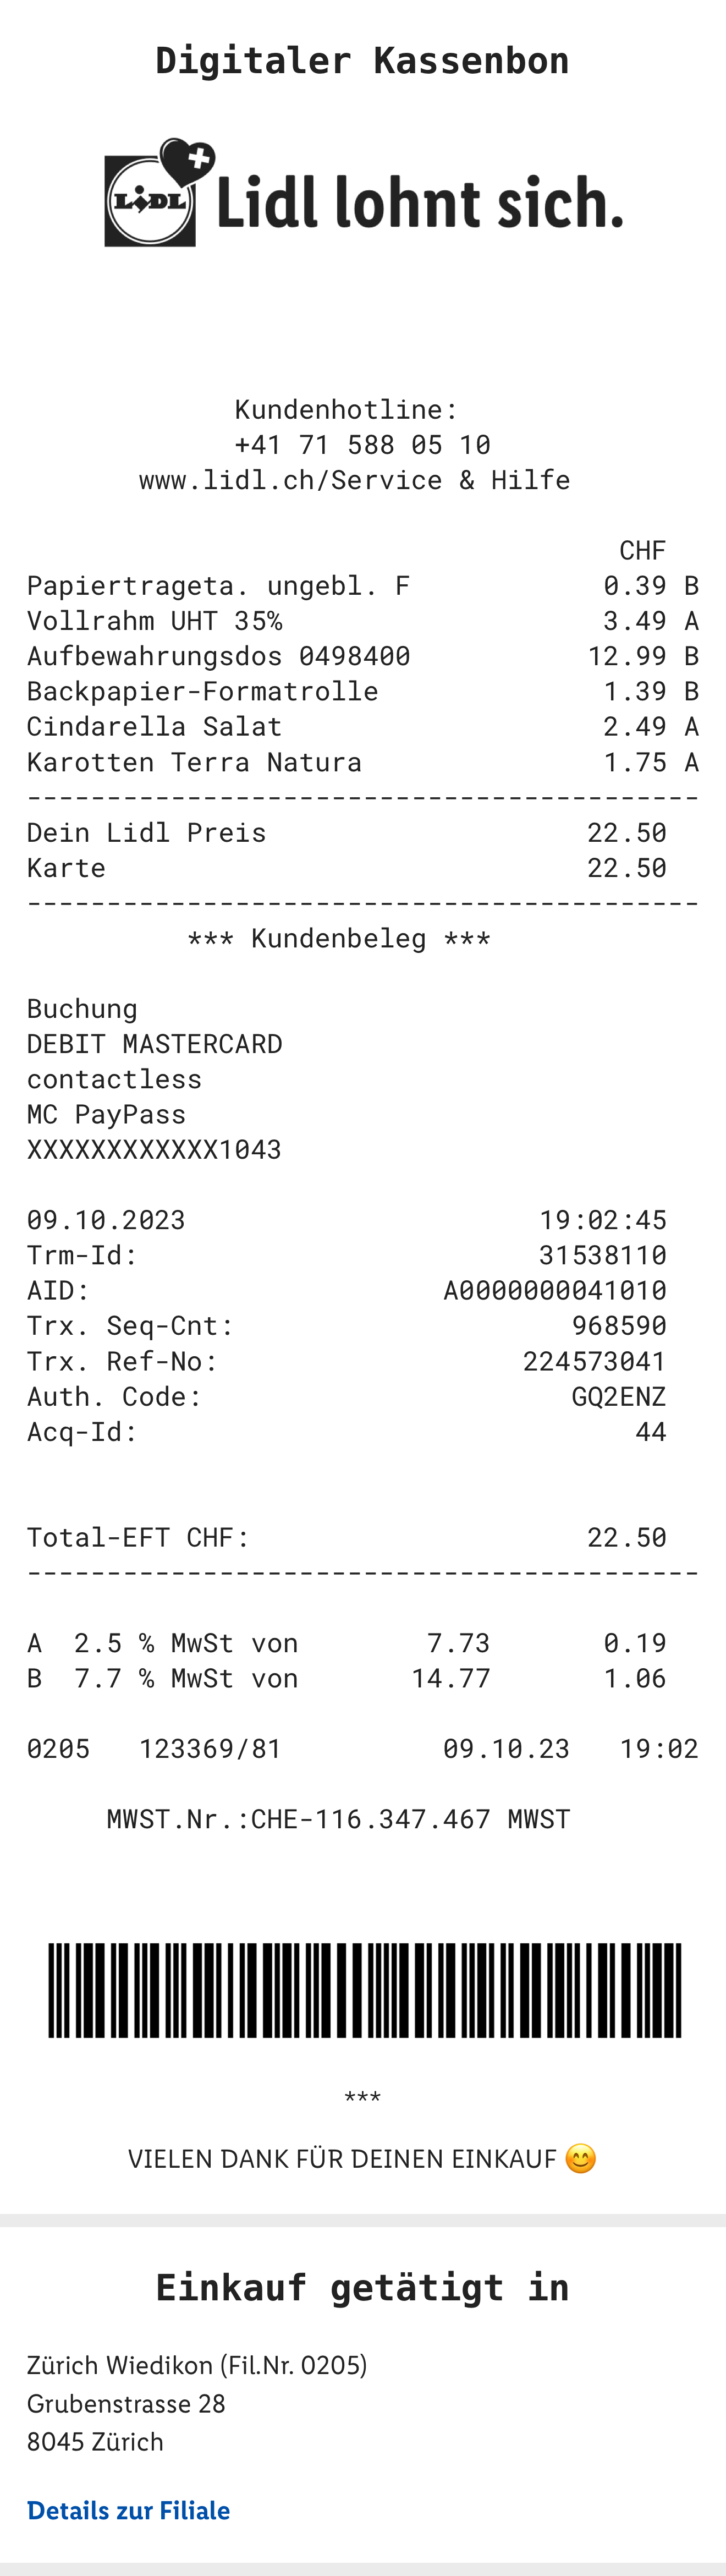 Digitaler Kassenbon
LIDL Lidl lohnt sich.
Kundenhotline:
+41 71 588 05 10
www.lidl.ch/Service & Hilfe
CHF
Papiertrageta. ungebl. F 0.39 B
Vollrahm UHT 35% 3.49 A
Aufbewahrungsdos 0498400 12.99 B
Backpapier-Formatrolle 1.39 B
Cindarella Salat 2.49 A
Karotten Terra Natura 1.75 A
------------------------------------------
Dein Lidl Preis 22.50
Karte 22.50
------------------------------------------
*** Kundenbeleg ***
Buchung
DEBIT MASTERCARD
contactless
MC PayPass
XXXXXXXXXXXX1043
09.10.2023 19:02:45
Trm-Id: 31538110
AID: A0000000041010
Trx. Seq-Cnt: 968590
Trx. Ref-No: 224573041
Auth. Code: GQ2ENZ
Acq-Id: 44
Total-EFT CHF: 22.50
------------------------------------------
A 2.5 % MwSt von 7.73 0.19
B 7.7 % MwSt von 14.77 1.06
0205 123369/81 09.10.23 19:02
MWST.Nr.:CHE-116.347.467 MWST
***
VIELEN DANK FÜR DEINEN EINKAUF 😊
Einkauf getätigt in
Zürich Wiedikon (Fil.Nr. 0205)
Grubenstrasse 28
8045 Zürich
Details zur Filiale